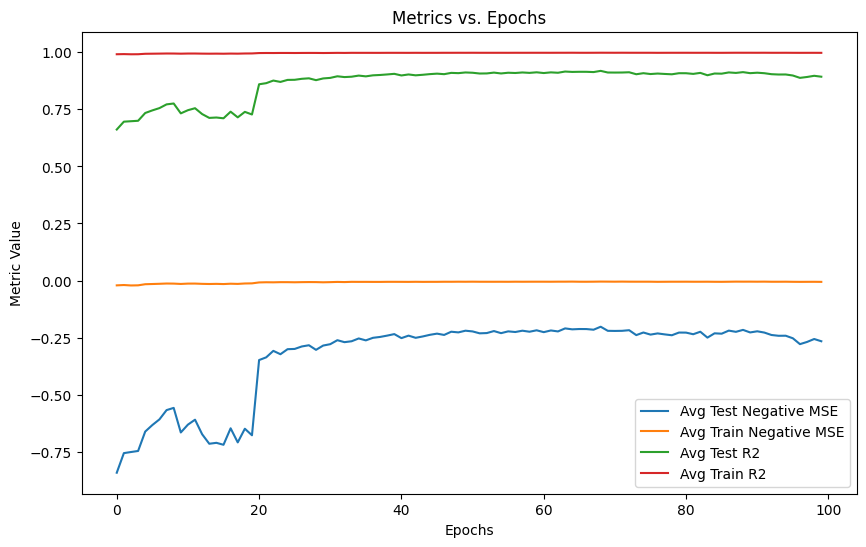 Metrics vs. Epochs
Metric Value
1.00
0.75
0.50
0.25
0.00
−0.25
−0.50
−0.75
0
20
40
60
80
100
Epochs
Avg Test Negative MSE
Avg Train Negative MSE
Avg Test R2
Avg Train R2